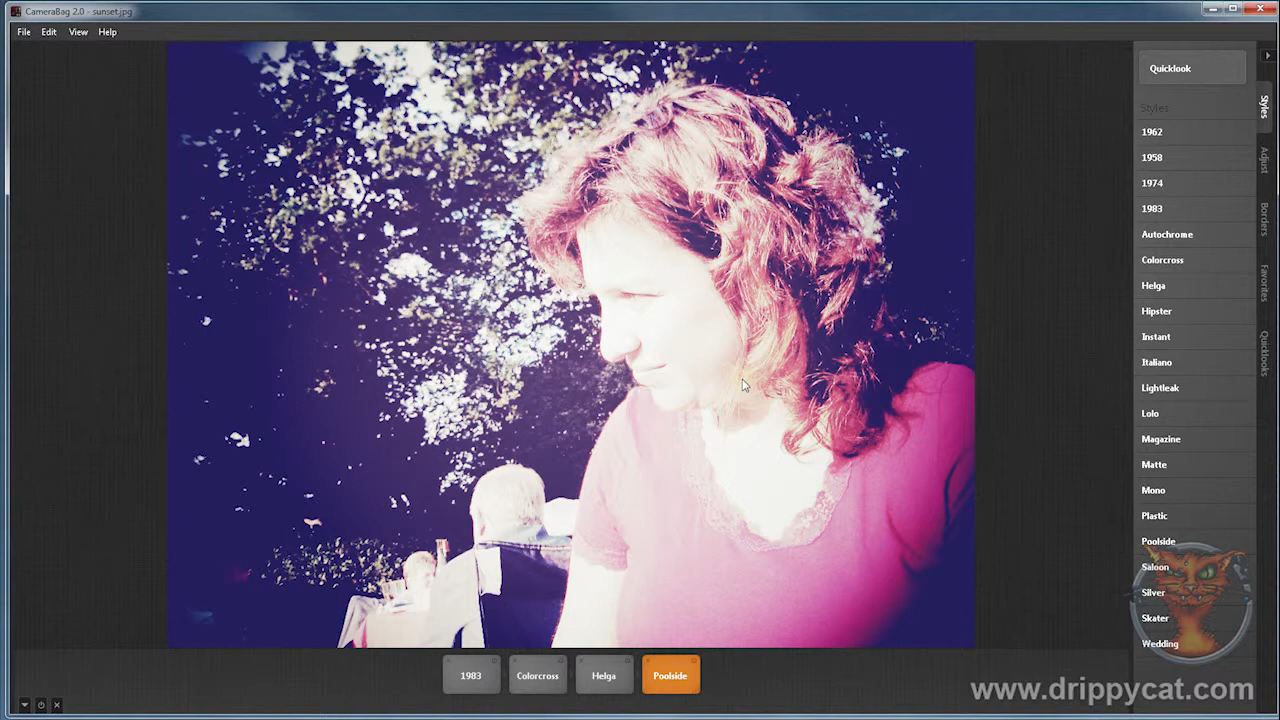 CameraBag 2.0 - sunset.jpg
File Edit View Help
Quicklook
Styles
1962
1958
1974
1983
Autochrome
Colorcross
Helga
Hipster
Instant
Italiano
Lightleak
Lolo
Magazine
Matte
Mono
Plastic
Poolside
Saloon
Silver
Skater
Wedding
Styles
Adjust
Borders
Favorites
Quicklooks
1983 Colorcross Helga Poolside
www.drippycat.com